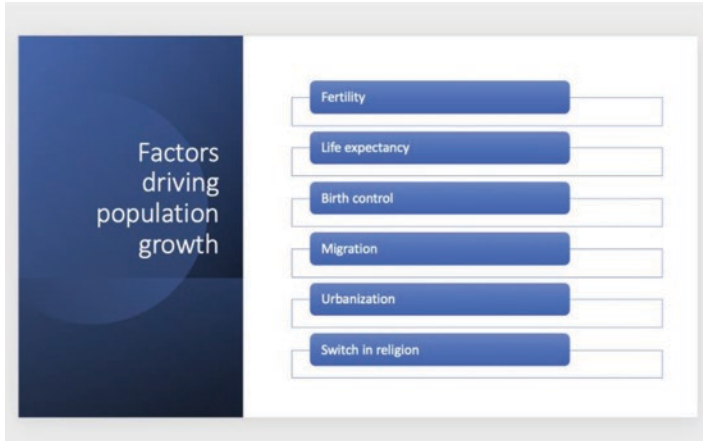 Factors
driving
population
growth
Fertility
Life expectancy
Birth control
Migration
Urbanization
Switch in religion